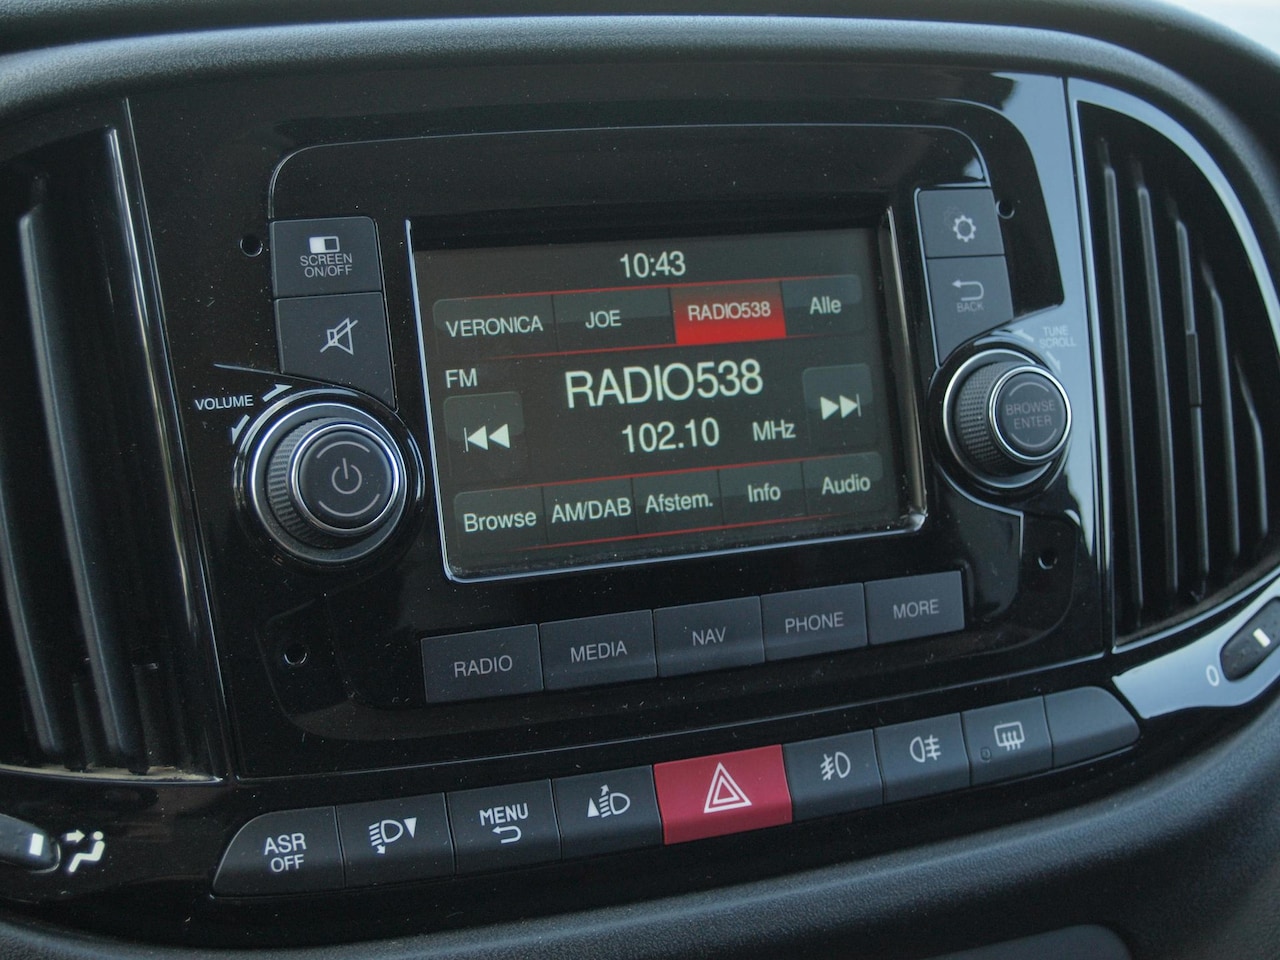 SCREEN
ON/OFF
10:43
VERONICA JOE RADIO538 Alle
FM
RADIO538
102.10 MHz
Browse AM/DAB Afstem. Info Audio
VOLUME
BACK
TUNE
SCROLL
BROWSE
ENTER
RADIO MEDIA NAV PHONE MORE
0
ASR
OFF
MENU